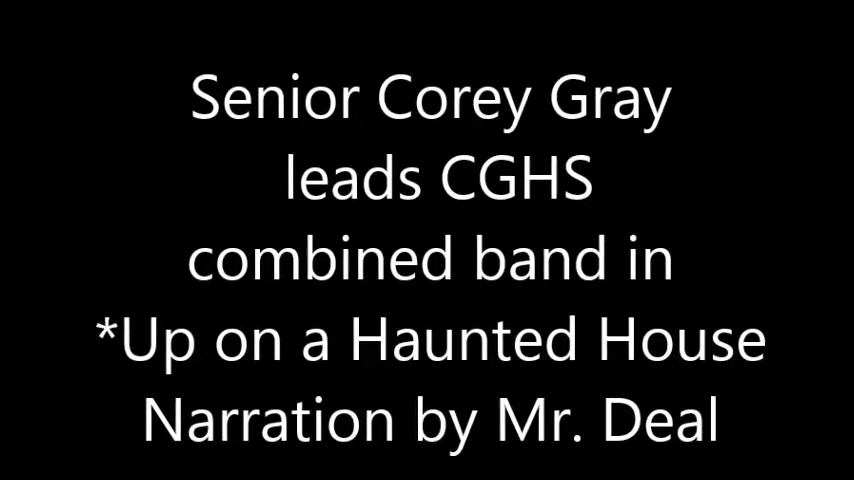 Senior Corey Gray
leads CGHS
combined band in
*Up on a Haunted House
Narration by Mr. Deal